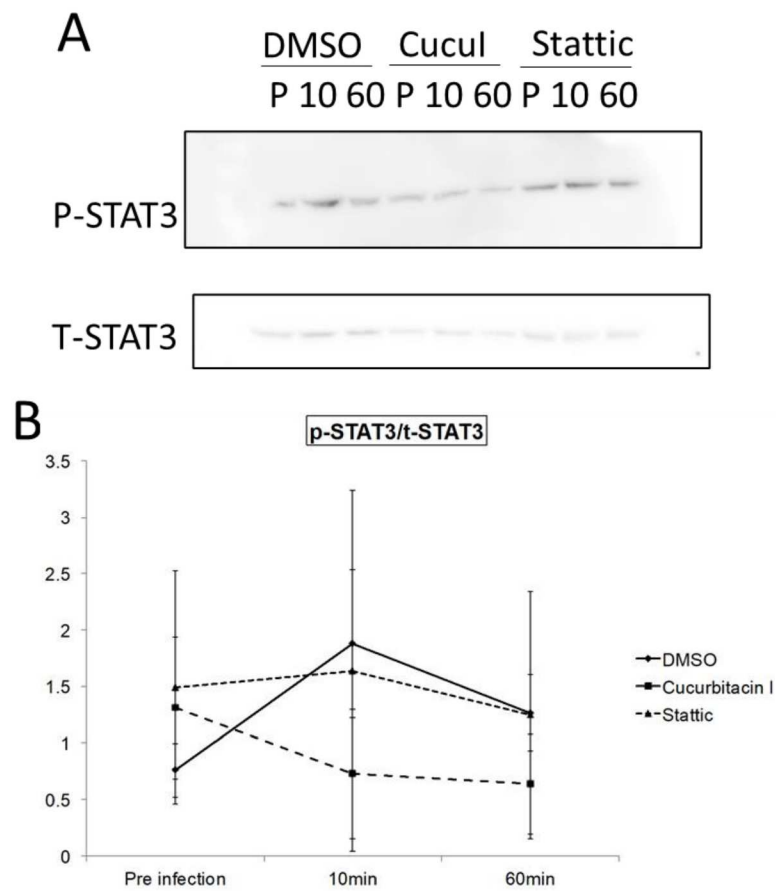 A
DMSO Cucul Stattic
P 10 60 P 10 60 P 10 60
P-STAT3
T-STAT3
B
p-STAT3/t-STAT3
3.5
3
2.5
2
1.5
1
0.5
0
Pre infection 10min 60min
DMSO
Cucurbitacin I
Stattic